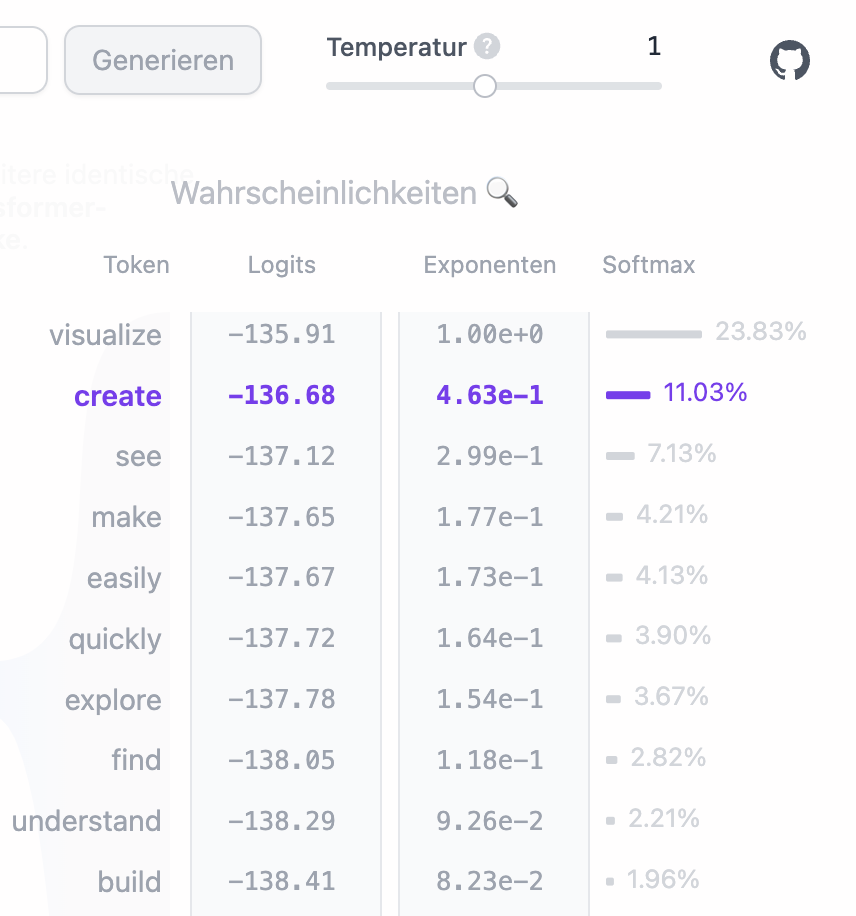 Generieren
Temperatur ?
1
itere identische
sformer-
ke.
Wahrscheinlichkeiten 🔍
Token Logits Exponenten Softmax
visualize −135.91 1.00e+0 23.83%
create −136.68 4.63e−1 11.03%
see −137.12 2.99e−1 7.13%
make −137.65 1.77e−1 4.21%
easily −137.67 1.73e−1 4.13%
quickly −137.72 1.64e−1 3.90%
explore −137.78 1.54e−1 3.67%
find −138.05 1.18e−1 2.82%
understand −138.29 9.26e−2 2.21%
build −138.41 8.23e−2 1.96%